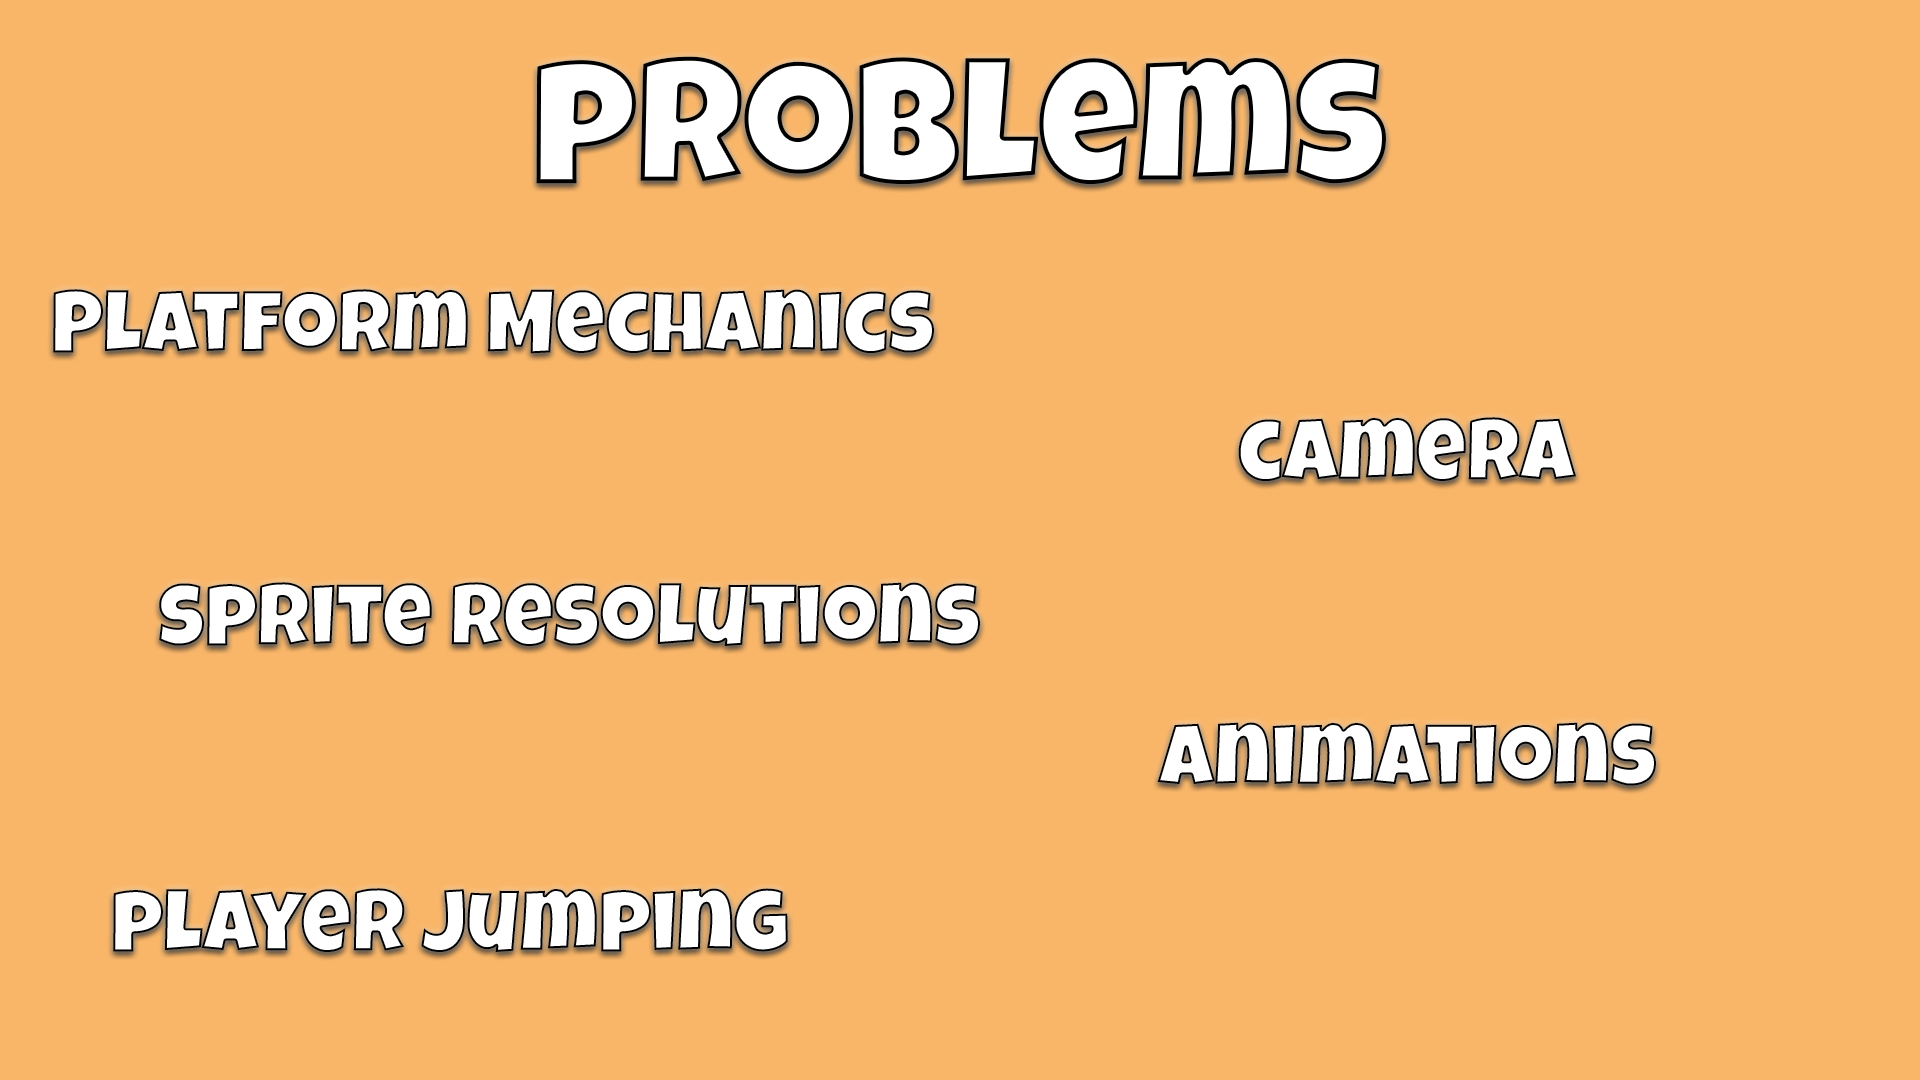 Problems
Platform Mechanics
Camera
Sprite Resolutions
Animations
Player Jumping